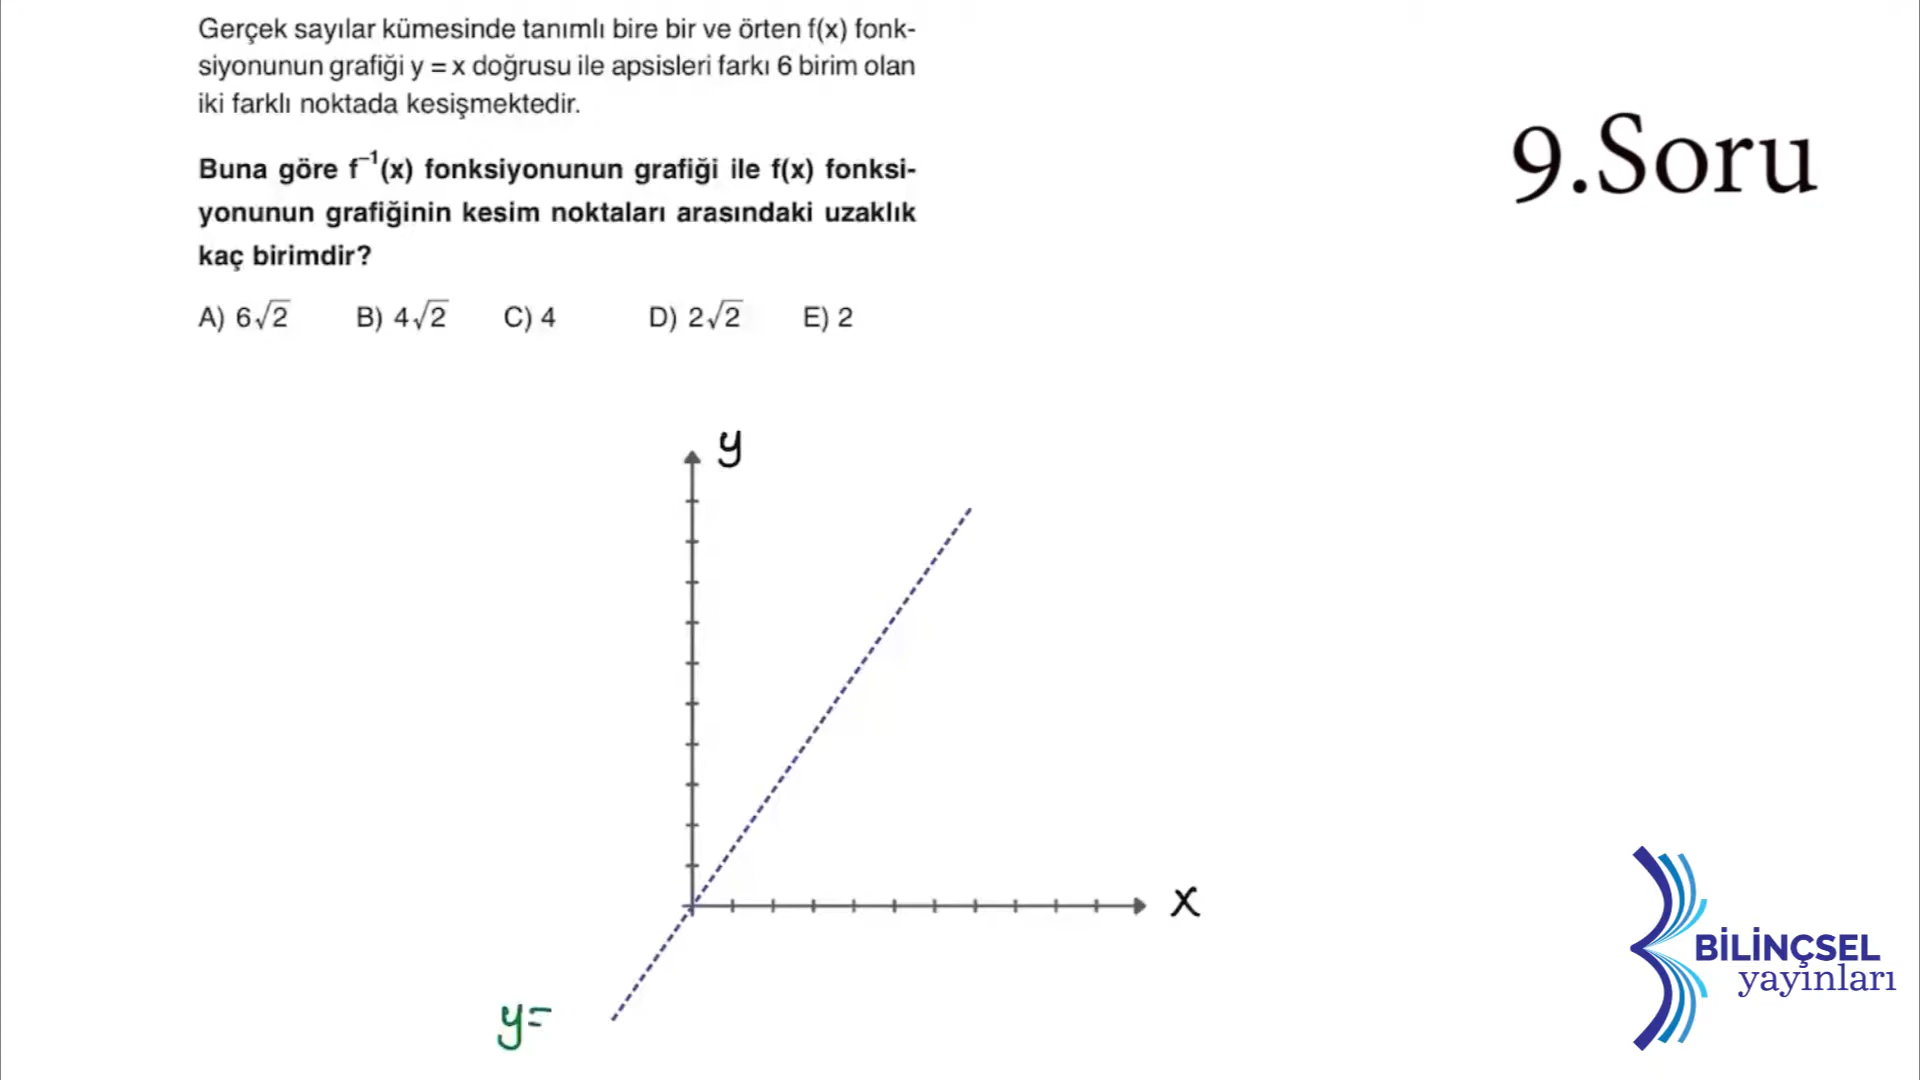 Gerçek sayılar kümesinde tanımlı bire bir ve örten f(x) fonk-
siyonunun grafiği y = x doğrusu ile apsisleri farkı 6 birim olan
iki farklı noktada kesişmektedir.
Buna göre f⁻¹(x) fonksiyonunun grafiği ile f(x) fonksi-
yonunun grafiğinin kesim noktaları arasındaki uzaklık
kaç birimdir?
A) 6√2 B) 4√2 C) 4 D) 2√2 E) 2
9.Soru
y
x
y=
BİLİNÇSEL
yayınları